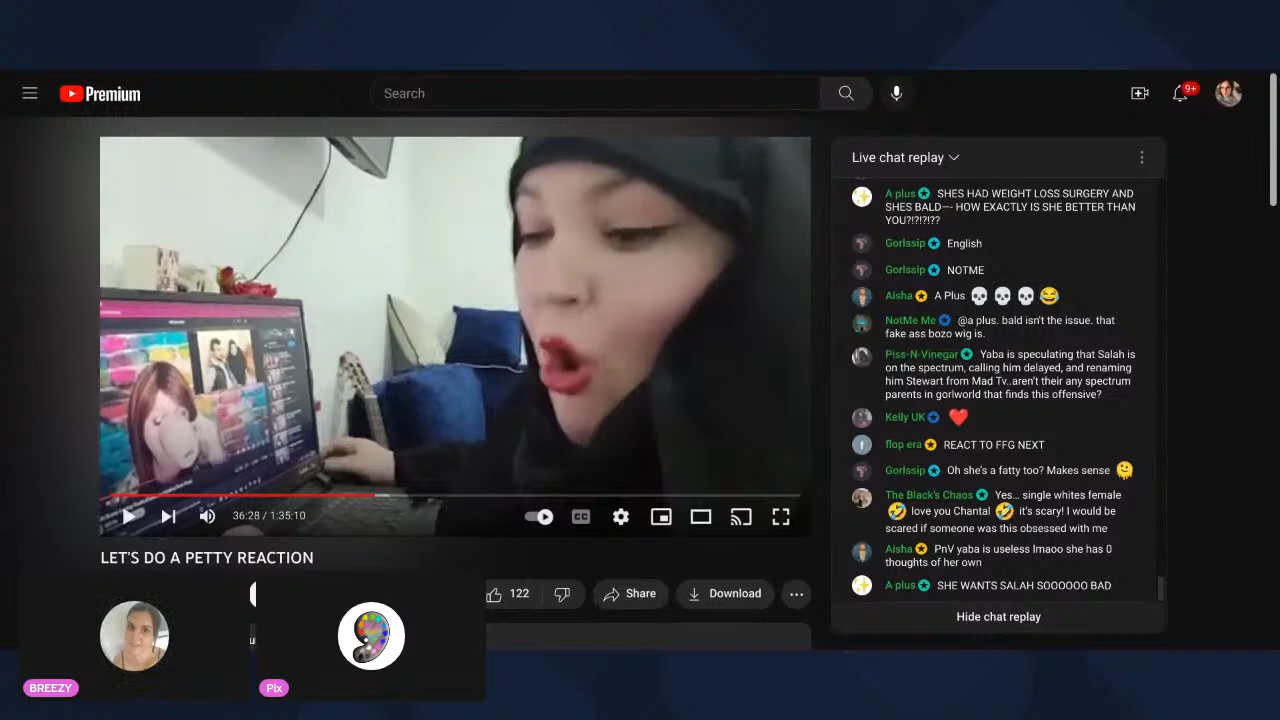 Premium
Search
9+
Live chat replay
A plus SHES HAD WEIGHT LOSS SURGERY AND
SHES BALD—- HOW EXACTLY IS SHE BETTER THAN
YOU?!?!?!??
Gorlssip English
Gorlssip NOTME
Aisha A Plus 💀 💀 💀 😂
NotMe Me @a plus. bald isn't the issue. that
fake ass bozo wig is.
Piss-N-Vinegar Yaba is speculating that Salah is
on the spectrum, calling him delayed, and renaming
him Stewart from Mad Tv..aren't their any spectrum
parents in gorlworld that finds this offensive?
Kelly UK ❤️
flop era REACT TO FFG NEXT
Gorlssip Oh she's a fatty too? Makes sense 🫠
The Black's Chaos Yes... single whites female
🤣 love you Chantal 🤣 it's scary! I would be
scared if someone was this obsessed with me
Aisha PnV yaba is useless lmaoo she has 0
thoughts of her own
A plus SHE WANTS SALAH SOOOOOO BAD
Hide chat replay
36:28 / 1:35:10
CC
LET'S DO A PETTY REACTION
122
Share
Download
BREEZY
Pix